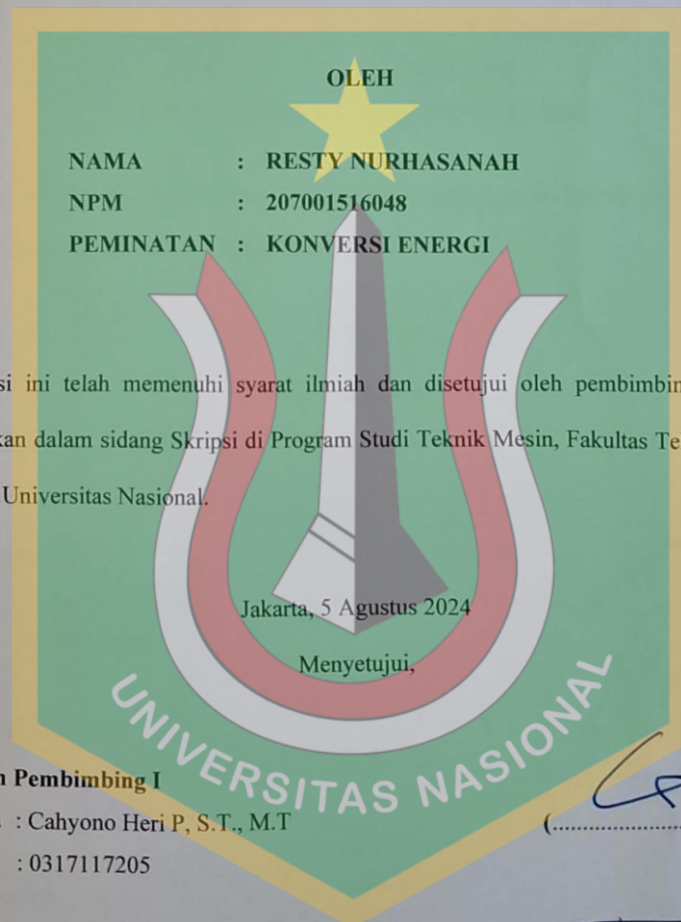 OLEH
NAMA : RESTY NURHASANAH
NPM : 207001516048
PEMINATAN : KONVERSI ENERGI
si ini telah memenuhi syarat ilmiah dan disetujui oleh pembimbin
kan dalam sidang Skripsi di Program Studi Teknik Mesin, Fakultas Te
Universitas Nasional.
Jakarta, 5 Agustus 2024
Menyetujui,
UNIVERSITAS NASIONAL
n Pembimbing I
: Cahyono Heri P, S.T., M.T (........................
: 0317117205